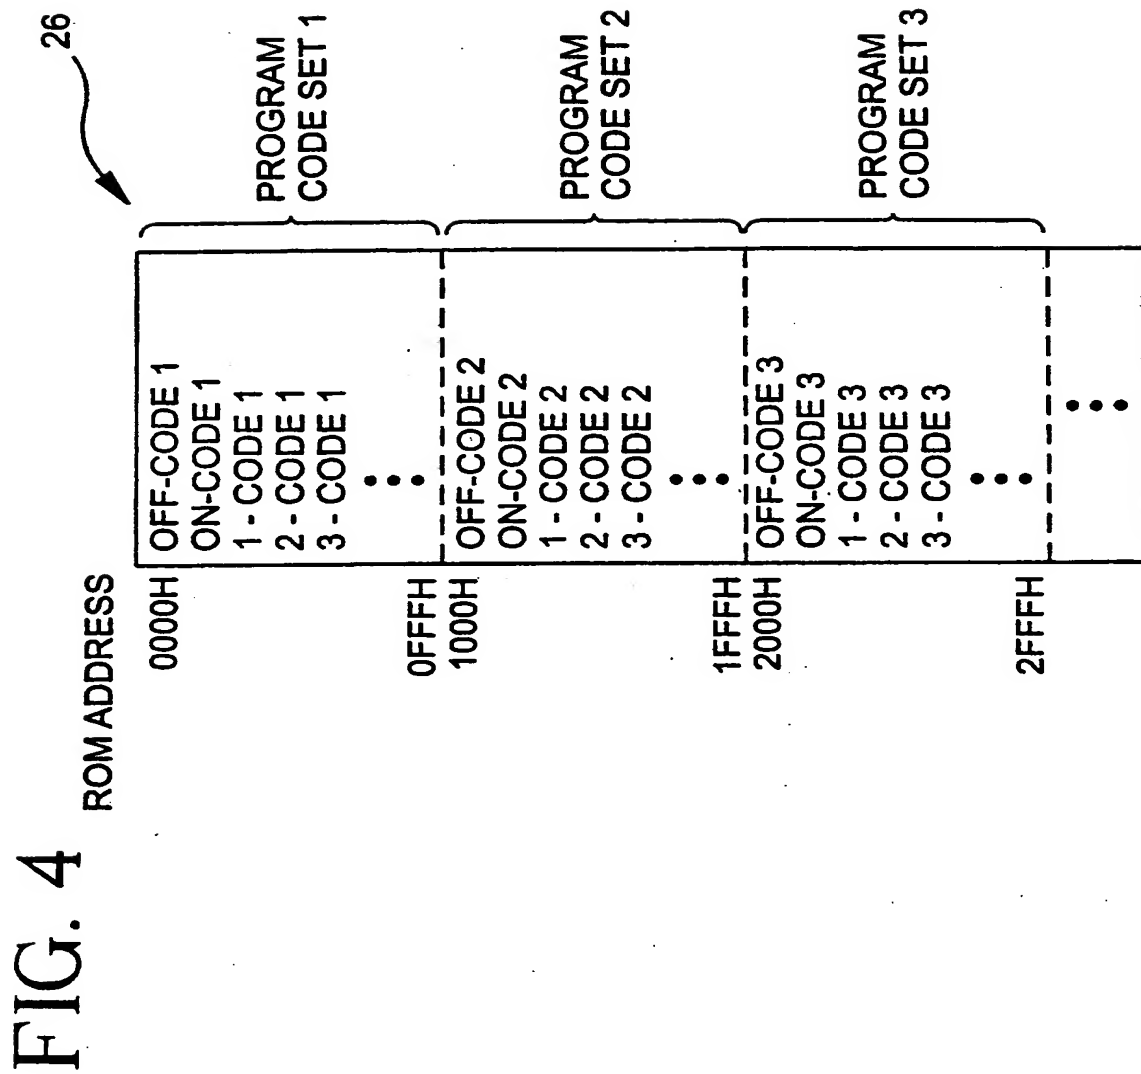 FIG. 4
26
ROM ADDRESS
0000H
OFF-CODE 1
ON-CODE 1
1 - CODE 1
2 - CODE 1
3 - CODE 1
PROGRAM
CODE SET 1
0FFFH
1000H
OFF-CODE 2
ON-CODE 2
1 - CODE 2
2 - CODE 2
3 - CODE 2
PROGRAM
CODE SET 2
1FFFH
2000H
OFF-CODE 3
ON-CODE 3
1 - CODE 3
2 - CODE 3
3 - CODE 3
PROGRAM
CODE SET 3
2FFFH